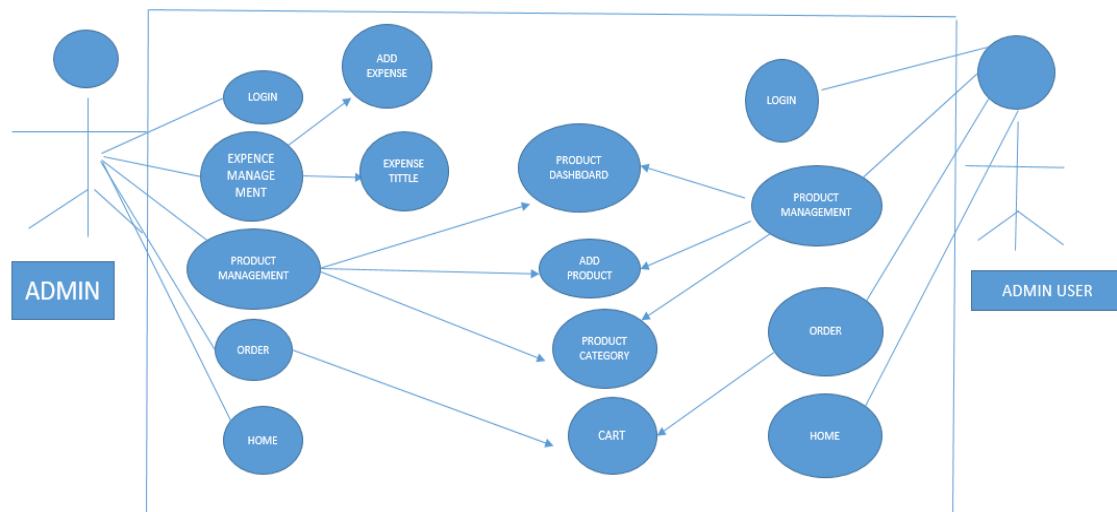 ADD
EXPENSE
LOGIN
LOGIN
EXPENCE
MANAGE
MENT
EXPENSE
TITTLE
PRODUCT
DASHBOARD
PRODUCT
MANAGEMENT
PRODUCT
MANAGEMENT
ADD
PRODUCT
ADMIN
ADMIN USER
ORDER
PRODUCT
CATEGORY
ORDER
HOME
CART
HOME